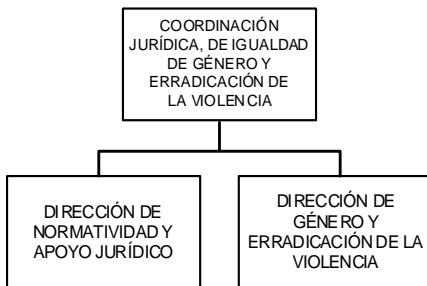 COORDINACIÓN
JURÍDICA, DE IGUALDAD
DE GÉNERO Y
ERRADICACIÓN DE
LA VIOLENCIA
DIRECCIÓN DE
NORMATIVIDAD Y
APOYO JURÍDICO
DIRECCIÓN DE
GÉNERO Y
ERRADICACIÓN DE LA
VIOLENCIA